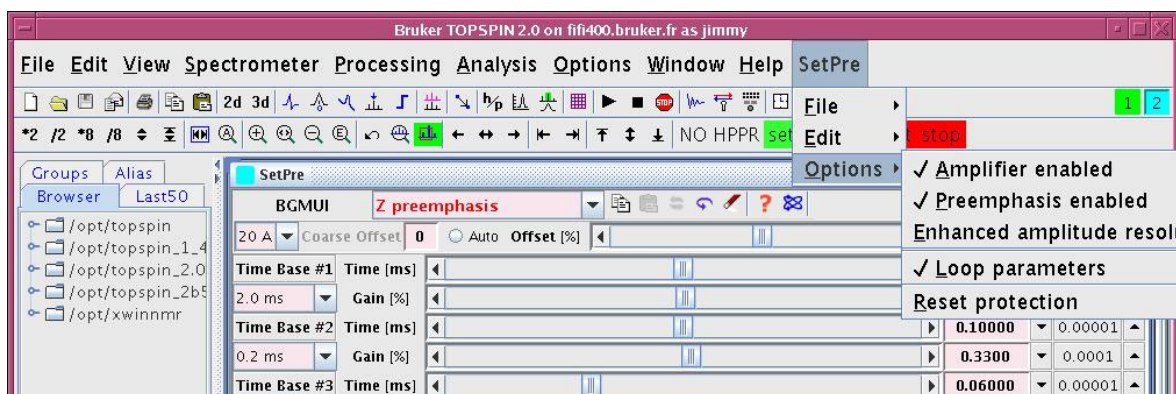 Bruker TOPSPIN 2.0 on fifi400.bruker.fr as jimmy
File Edit View Spectrometer Processing Analysis Options Window Help SetPre
2d 3d
1 2
File
*2 /2 *8 /8 NO HPPR set stop
Edit
Options
Amplifier enabled
Preemphasis enabled
Enhanced amplitude resol
Loop parameters
Reset protection
Groups Alias
Browser Last50
/opt/topspin
/opt/topspin_1_4
/opt/topspin_2.0
/opt/topspin_2b5
/opt/xwinnmr
SetPre
BGMUI Z preemphasis
20 A Coarse Offset 0 Auto Offset [%]
Time Base #1 Time [ms]
2.0 ms Gain [%]
Time Base #2 Time [ms] 0.10000 0.00001
0.2 ms Gain [%] 0.3300 0.0001
Time Base #3 Time [ms] 0.06000 0.00001